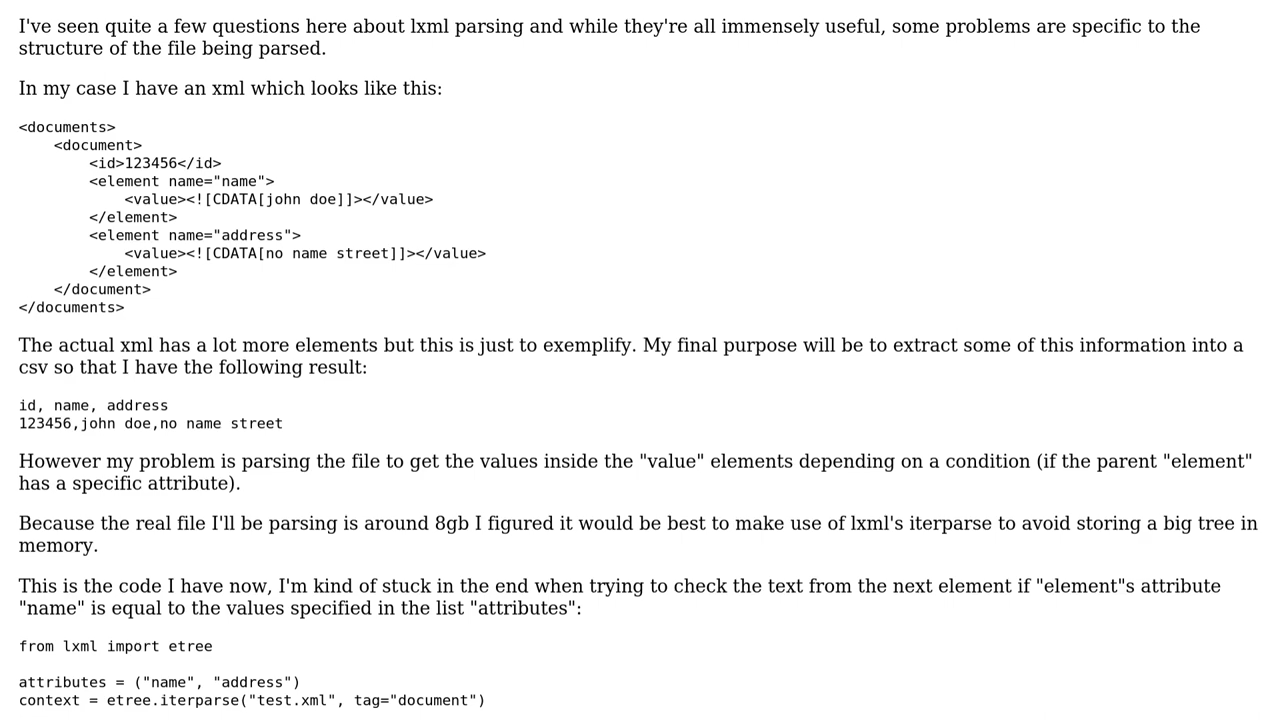 I've seen quite a few questions here about lxml parsing and while they're all immensely useful, some problems are specific to the
structure of the file being parsed.
In my case I have an xml which looks like this:
<documents>
    <document>
        <id>123456</id>
        <element name="name">
            <value><![CDATA[john doe]]></value>
        </element>
        <element name="address">
            <value><![CDATA[no name street]]></value>
        </element>
    </document>
</documents>
The actual xml has a lot more elements but this is just to exemplify. My final purpose will be to extract some of this information into a
csv so that I have the following result:
id, name, address
123456,john doe,no name street
However my problem is parsing the file to get the values inside the "value" elements depending on a condition (if the parent "element"
has a specific attribute).
Because the real file I'll be parsing is around 8gb I figured it would be best to make use of lxml's iterparse to avoid storing a big tree in
memory.
This is the code I have now, I'm kind of stuck in the end when trying to check the text from the next element if "element"s attribute
"name" is equal to the values specified in the list "attributes":
from lxml import etree
attributes = ("name", "address")
context = etree.iterparse("test.xml", tag="document")